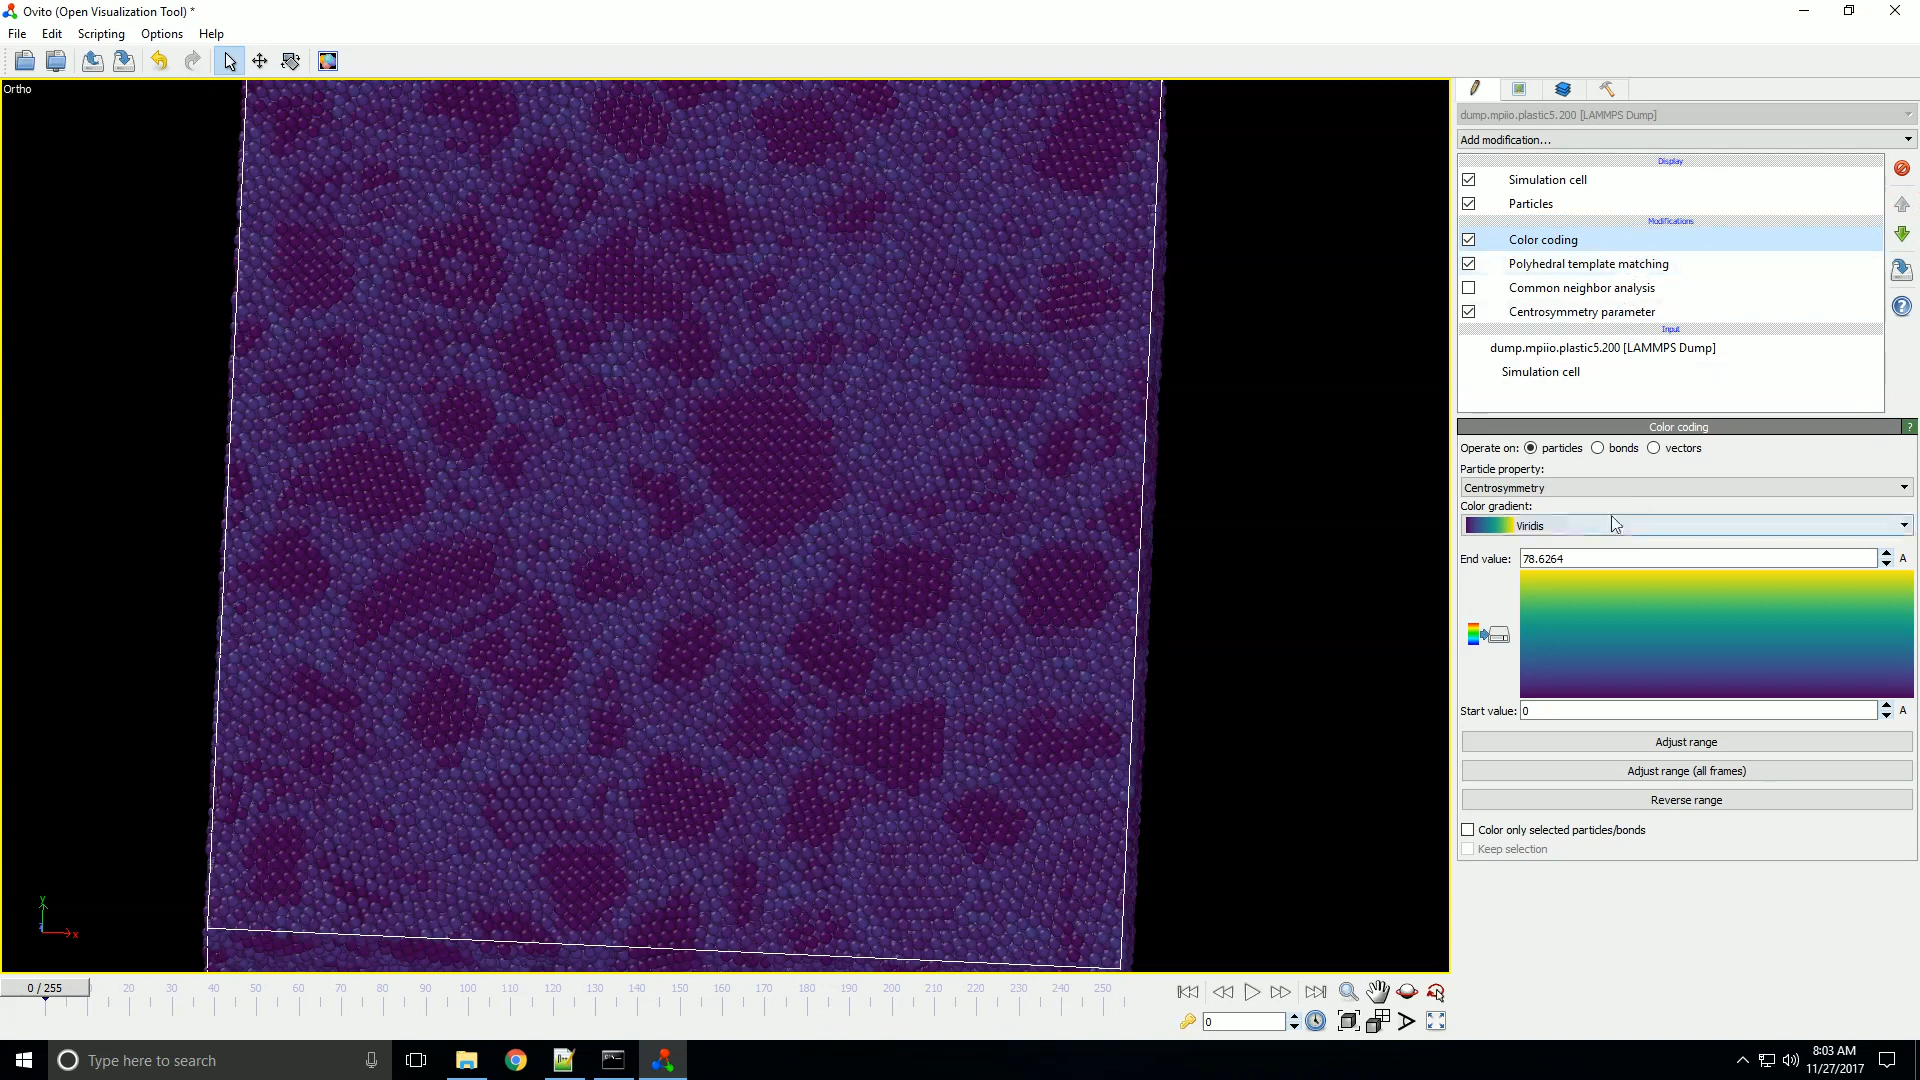 Ovito (Open Visualization Tool) *
File Edit Scripting Options Help
Ortho
dump.mpiio.plastic5.200 [LAMMPS Dump]
Add modification...
Display
Simulation cell
Particles
Modifications
Color coding
Polyhedral template matching
Common neighbor analysis
Centrosymmetry parameter
Input
dump.mpiio.plastic5.200 [LAMMPS Dump]
Simulation cell
Color coding ?
Operate on: particles bonds vectors
Particle property:
Centrosymmetry
Color gradient:
Viridis
End value: 78.6264 A
Start value: 0 A
Adjust range
Adjust range (all frames)
Reverse range
Color only selected particles/bonds
Keep selection
y
z x
0 / 255 20 30 40 50 60 70 80 90 100 110 120 130 140 150 160 170 180 190 200 210 220 230 240 250
0
Type here to search
8:03 AM
11/27/2017